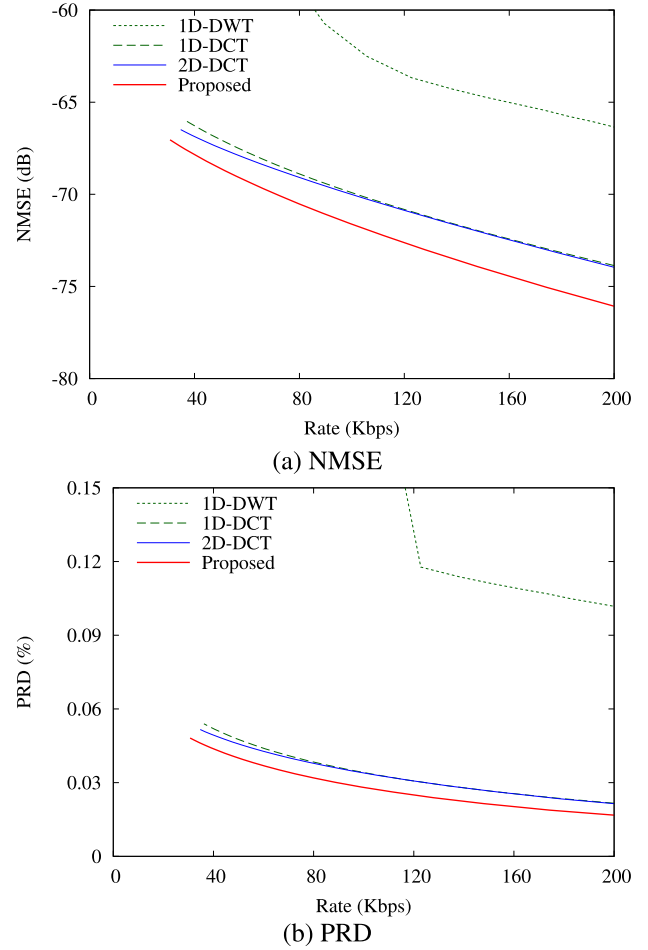 -60
-65
-70
-75
-80
NMSE (dB)
1D-DWT
1D-DCT
2D-DCT
Proposed
0 40 80 120 160 200
Rate (Kbps)
(a) NMSE
0.15
0.12
0.09
0.06
0.03
0
PRD (%)
1D-DWT
1D-DCT
2D-DCT
Proposed
0 40 80 120 160 200
Rate (Kbps)
(b) PRD